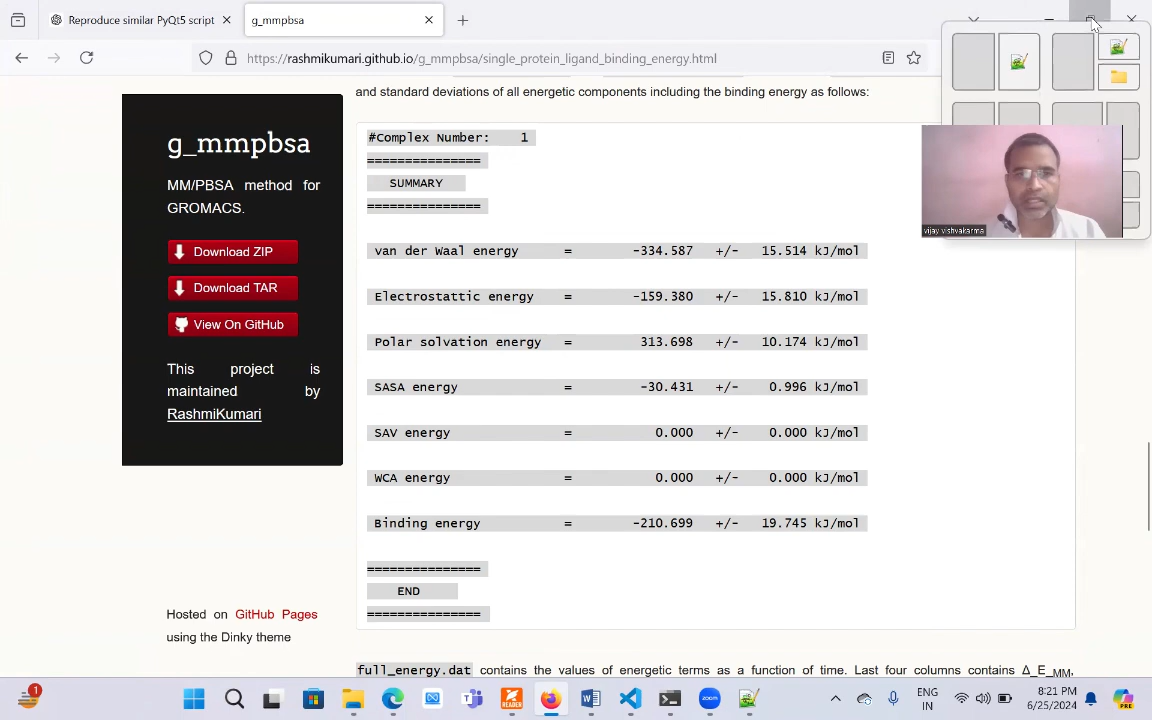 Reproduce similar PyQt5 script
g_mmpbsa
https://rashmikumari.github.io/g_mmpbsa/single_protein_ligand_binding_energy.html
and standard deviations of all energetic components including the binding energy as follows:
g_mmpbsa
MM/PBSA method for
GROMACS.
Download ZIP
Download TAR
View On GitHub
This project is
maintained by
RashmiKumari
Hosted on GitHub Pages
using the Dinky theme
#Complex Number: 1
===============
SUMMARY
===============
van der Waal energy = -334.587 +/- 15.514 kJ/mol
Electrostattic energy = -159.380 +/- 15.810 kJ/mol
Polar solvation energy = 313.698 +/- 10.174 kJ/mol
SASA energy = -30.431 +/- 0.996 kJ/mol
SAV energy = 0.000 +/- 0.000 kJ/mol
WCA energy = 0.000 +/- 0.000 kJ/mol
Binding energy = -210.699 +/- 19.745 kJ/mol
===============
END
===============
full_energy.dat contains the values of energetic terms as a function of time. Last four columns contains Δ_E_MM,
vijay vishvakarma
1
READER
zoom
ENG
IN
8:21 PM
6/25/2024
PRE